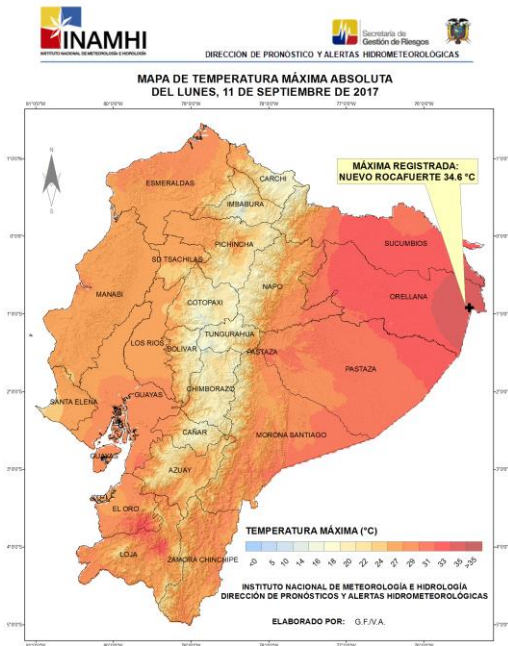 INAMHI
INSTITUTO NACIONAL DE METEOROLOGÍA E HIDROLOGÍA
Secretaría de
Gestión de Riesgos
DIRECCIÓN DE PRONÓSTICO Y ALERTAS HIDROMETEOROLÓGICAS
MAPA DE TEMPERATURA MÁXIMA ABSOLUTA
DEL LUNES, 11 DE SEPTIEMBRE DE 2017
N
S
MÁXIMA REGISTRADA:
NUEVO ROCAFUERTE 34.6 °C
CARCHI
ESMERALDAS
IMBABURA
PICHINCHA
SUCUMBIOS
SD TSACHILAS
NAPO
MANABI
COTOPAXI
ORELLANA
TUNGURAHUA
LOS RIOS
BOLIVAR
PASTAZA
PASTAZA
CHIMBORAZO
SANTA ELENA
GUAYAS
CAÑAR
MORONA SANTIAGO
GUAYAS
AZUAY
EL ORO
LOJA
ZAMORA CHINCHIPE
TEMPERATURA MÁXIMA (°C)
<0 5 10 14 16 18 20 22 24 27 29 31 33 35 >35
INSTITUTO NACIONAL DE METEOROLOGÍA E HIDROLOGÍA
DIRECCIÓN DE PRONÓSTICOS Y ALERTAS HIDROMETEOROLÓGICAS
ELABORADO POR: G.F./V.A.